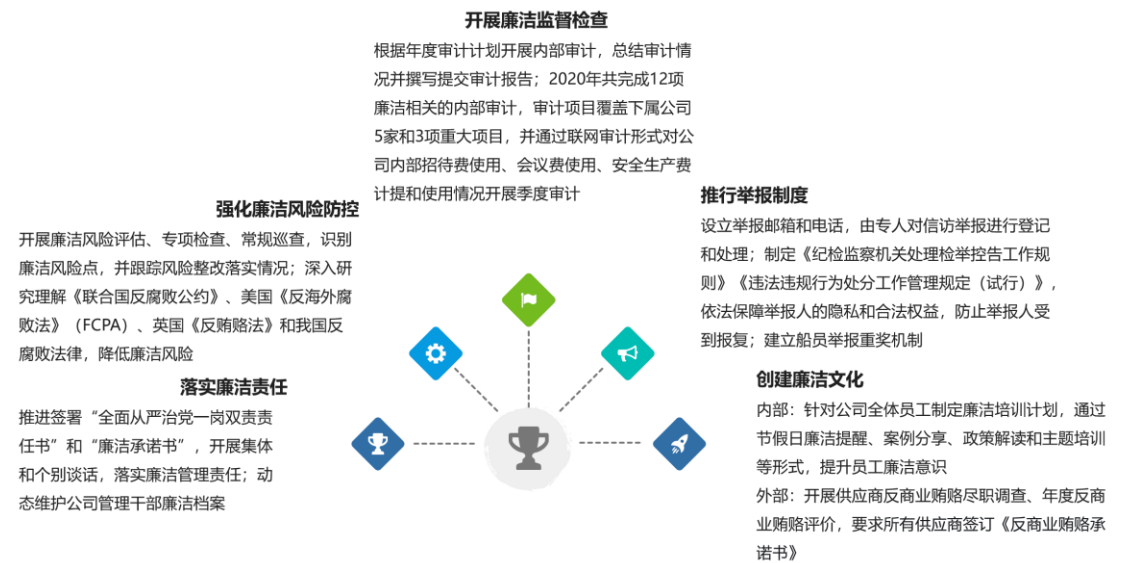 开展廉洁监督检查
根据年度审计计划开展内部审计，总结审计情
况并撰写提交审计报告；2020年共完成12项
廉洁相关的内部审计，审计项目覆盖下属公司
5家和3项重大项目，并通过联网审计形式对公
司内部招待费使用、会议费使用、安全生产费
计提和使用情况开展季度审计
强化廉洁风险防控
开展廉洁风险评估、专项检查、常规巡查，识别
廉洁风险点，并跟踪风险整改落实情况；深入研
究理解《联合国反腐败公约》、美国《反海外腐
败法》（FCPA）、英国《反贿赂法》和我国反
腐败法律，降低廉洁风险
落实廉洁责任
推进签署“全面从严治党一岗双责责
任书”和“廉洁承诺书”，开展集体
和个别谈话，落实廉洁管理责任；动
态维护公司管理干部廉洁档案
推行举报制度
设立举报邮箱和电话，由专人对信访举报进行登记
和处理；制定《纪检监察机关处理检举控告工作规
则》《违法违规行为处分工作管理规定（试行）》，
依法保障举报人的隐私和合法权益，防止举报人受
到报复；建立船员举报重奖机制
创建廉洁文化
内部：针对公司全体员工制定廉洁培训计划，通过
节假日廉洁提醒、案例分享、政策解读和主题培训
等形式，提升员工廉洁意识
外部：开展供应商反商业贿赂尽职调查、年度反商
业贿赂评价，要求所有供应商签订《反商业贿赂承
诺书》